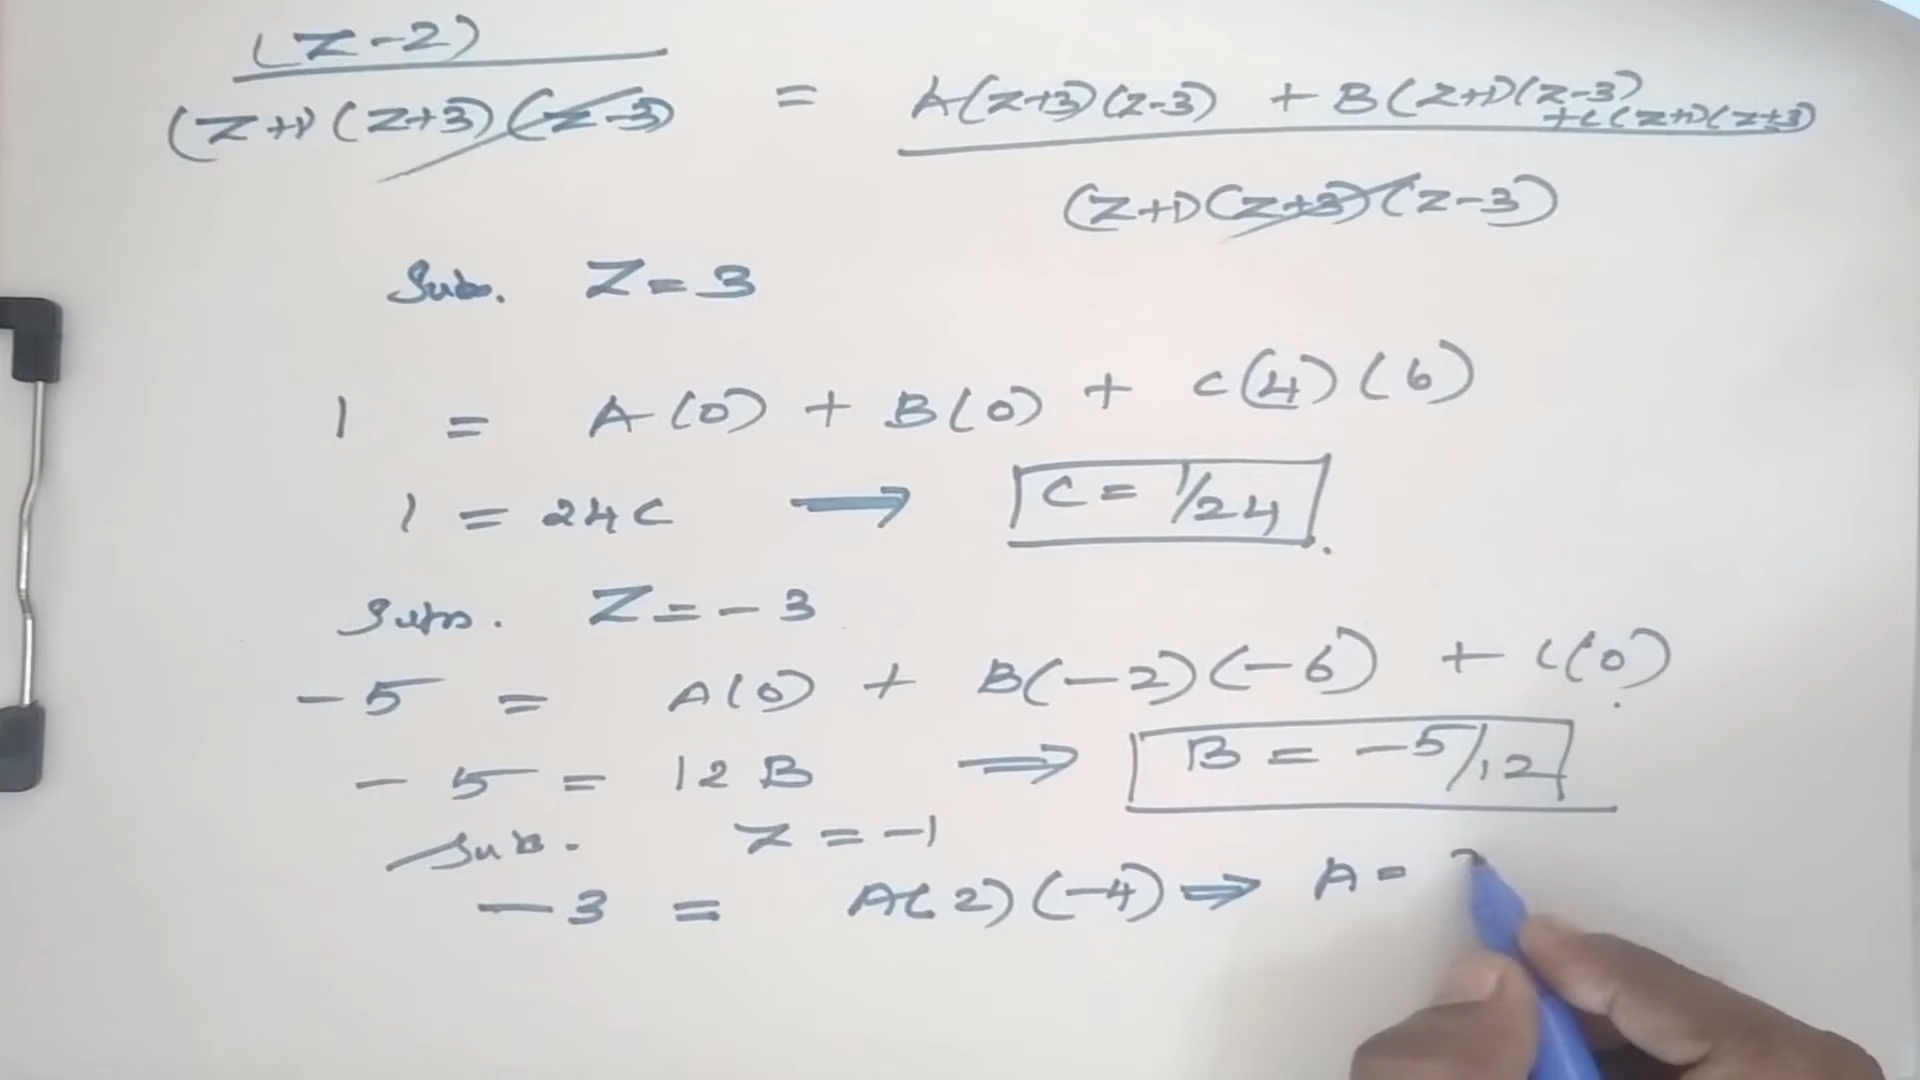 (Z-2)
(Z+1)(Z+3)(Z-3) = A(Z+3)(Z-3) + B(Z+1)(Z-3)
+C(Z+1)(Z+3)
(Z+1)(Z+3)(Z-3)
Sub. Z=3
1 = A(0) + B(0) + C(4)(6)
1 = 24C ⟹ C = 1/24.
Sub. Z=-3
-5 = A(0) + B(-2)(-6) + C(0).
-5 = 12B ⟹ B = -5/12
Sub. Z=-1
-3 = A(2)(-4) ⟹ A =